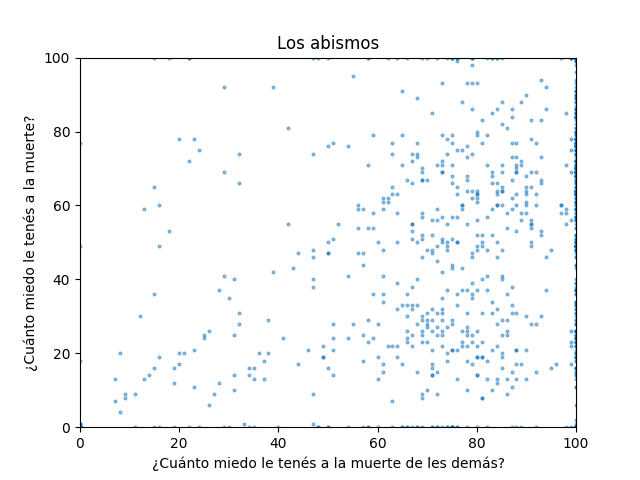 Los abismos
¿Cuánto miedo le tenés a la muerte?
100
80
60
40
20
0
0 20 40 60 80 100
¿Cuánto miedo le tenés a la muerte de les demás?